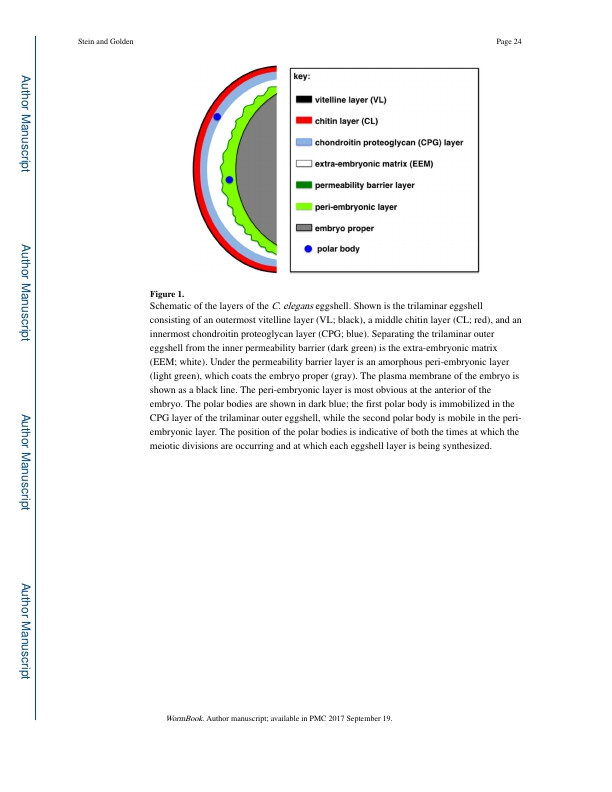 Stein and Golden
Page 24
Author Manuscript
Author Manuscript
Author Manuscript
Author Manuscript
key:
vitelline layer (VL)
chitin layer (CL)
chondroitin proteoglycan (CPG) layer
extra-embryonic matrix (EEM)
permeability barrier layer
peri-embryonic layer
embryo proper
polar body
Figure 1.
Schematic of the layers of the C. elegans eggshell. Shown is the trilaminar eggshell
consisting of an outermost vitelline layer (VL; black), a middle chitin layer (CL; red), and an
innermost chondroitin proteoglycan layer (CPG; blue). Separating the trilaminar outer
eggshell from the inner permeability barrier (dark green) is the extra-embryonic matrix
(EEM; white). Under the permeability barrier layer is an amorphous peri-embryonic layer
(light green), which coats the embryo proper (gray). The plasma membrane of the embryo is
shown as a black line. The peri-embryonic layer is most obvious at the anterior of the
embryo. The polar bodies are shown in dark blue; the first polar body is immobilized in the
CPG layer of the trilaminar outer eggshell, while the second polar body is mobile in the peri-
embryonic layer. The position of the polar bodies is indicative of both the times at which the
meiotic divisions are occurring and at which each eggshell layer is being synthesized.
WormBook. Author manuscript; available in PMC 2017 September 19.